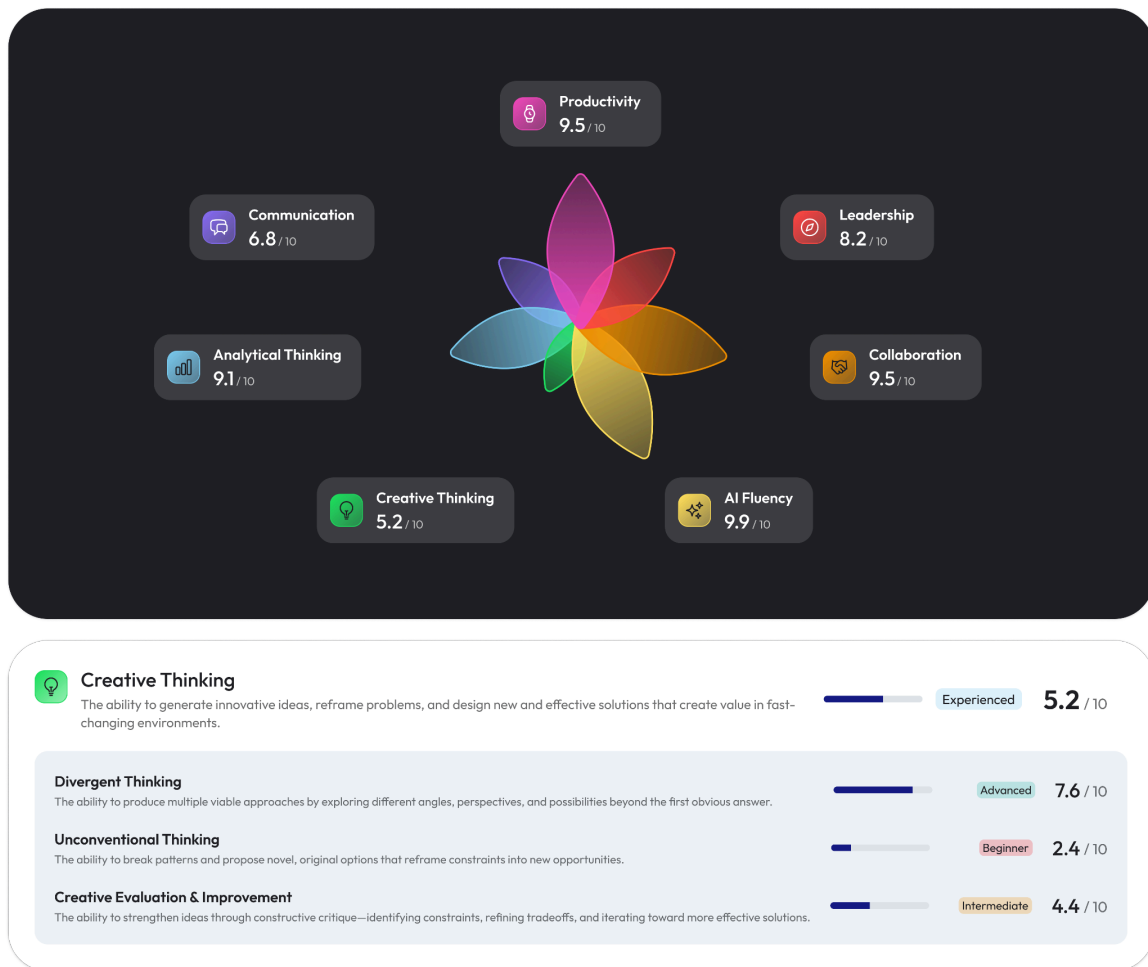 Productivity
9.5 / 10
Communication
6.8 / 10
Leadership
8.2 / 10
Analytical Thinking
9.1 / 10
Collaboration
9.5 / 10
Creative Thinking
5.2 / 10
AI Fluency
9.9 / 10
Creative Thinking
The ability to generate innovative ideas, reframe problems, and design new and effective solutions that create value in fast-
changing environments.
Experienced 5.2 / 10
Divergent Thinking
The ability to produce multiple viable approaches by exploring different angles, perspectives, and possibilities beyond the first obvious answer.
Advanced 7.6 / 10
Unconventional Thinking
The ability to break patterns and propose novel, original options that reframe constraints into new opportunities.
Beginner 2.4 / 10
Creative Evaluation & Improvement
The ability to strengthen ideas through constructive critique—identifying constraints, refining tradeoffs, and iterating toward more effective solutions.
Intermediate 4.4 / 10